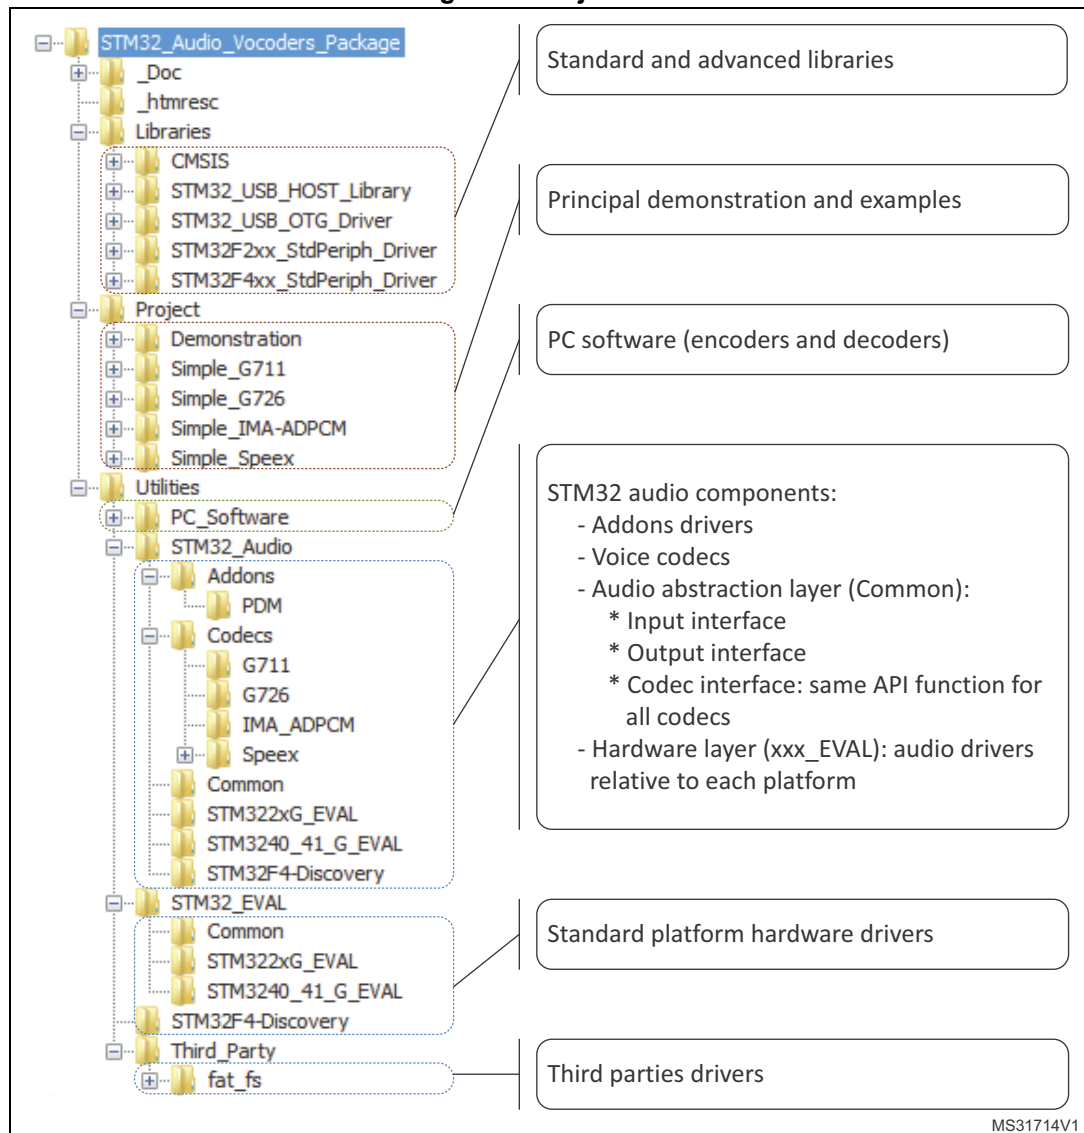 STM32_Audio_Vocoders_Package
_Doc
_htmresc
Libraries
CMSIS
STM32_USB_HOST_Library
STM32_USB_OTG_Driver
STM32F2xx_StdPeriph_Driver
STM32F4xx_StdPeriph_Driver
Project
Demonstration
Simple_G711
Simple_G726
Simple_IMA-ADPCM
Simple_Speex
Utilities
PC_Software
STM32_Audio
Addons
PDM
Codecs
G711
G726
IMA_ADPCM
Speex
Common
STM322xG_EVAL
STM3240_41_G_EVAL
STM32F4-Discovery
STM32_EVAL
Common
STM322xG_EVAL
STM3240_41_G_EVAL
STM32F4-Discovery
Third_Party
fat_fs
Standard and advanced libraries
Principal demonstration and examples
PC software (encoders and decoders)
STM32 audio components:
- Addons drivers
- Voice codecs
- Audio abstraction layer (Common):
* Input interface
* Output interface
* Codec interface: same API function for
all codecs
- Hardware layer (xxx_EVAL): audio drivers
relative to each platform
Standard platform hardware drivers
Third parties drivers
MS31714V1